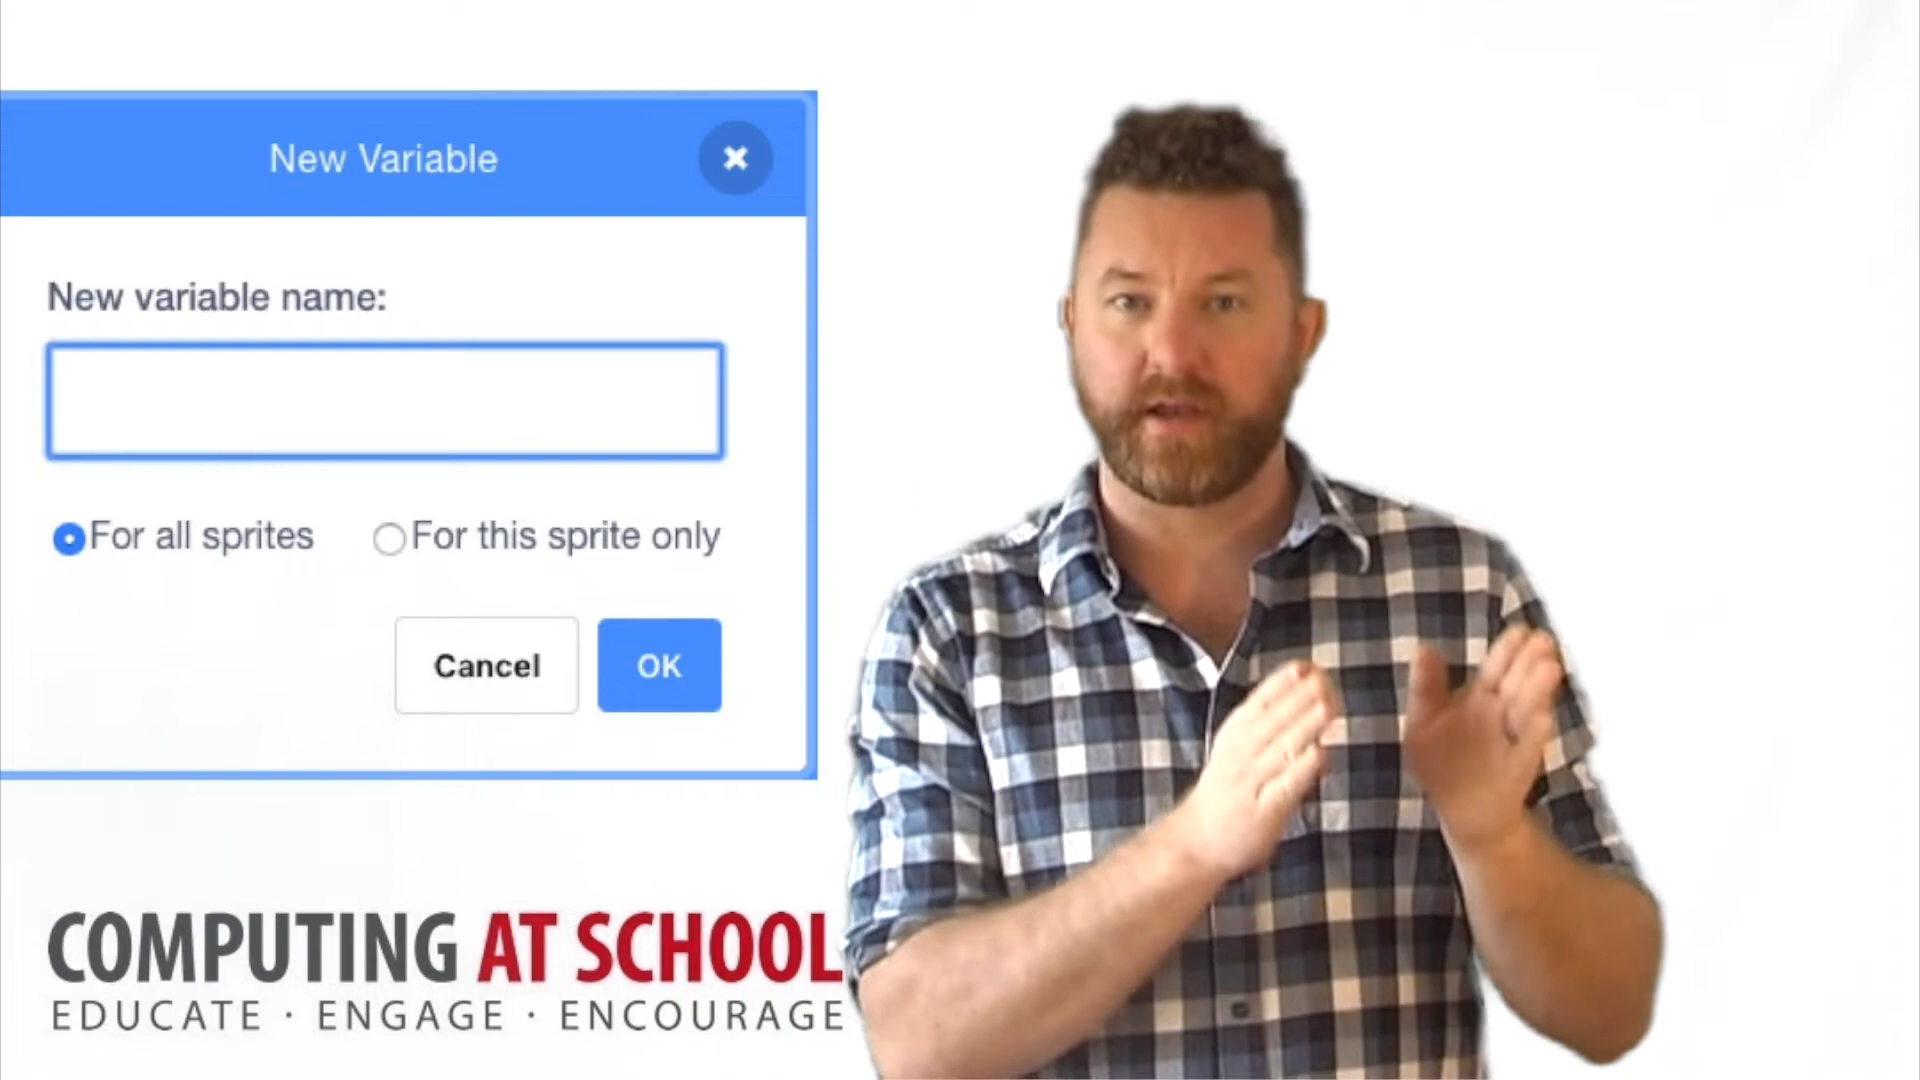 New Variable
New variable name:
For all sprites For this sprite only
Cancel OK
COMPUTING AT SCHOOL
EDUCATE · ENGAGE · ENCOURAGE